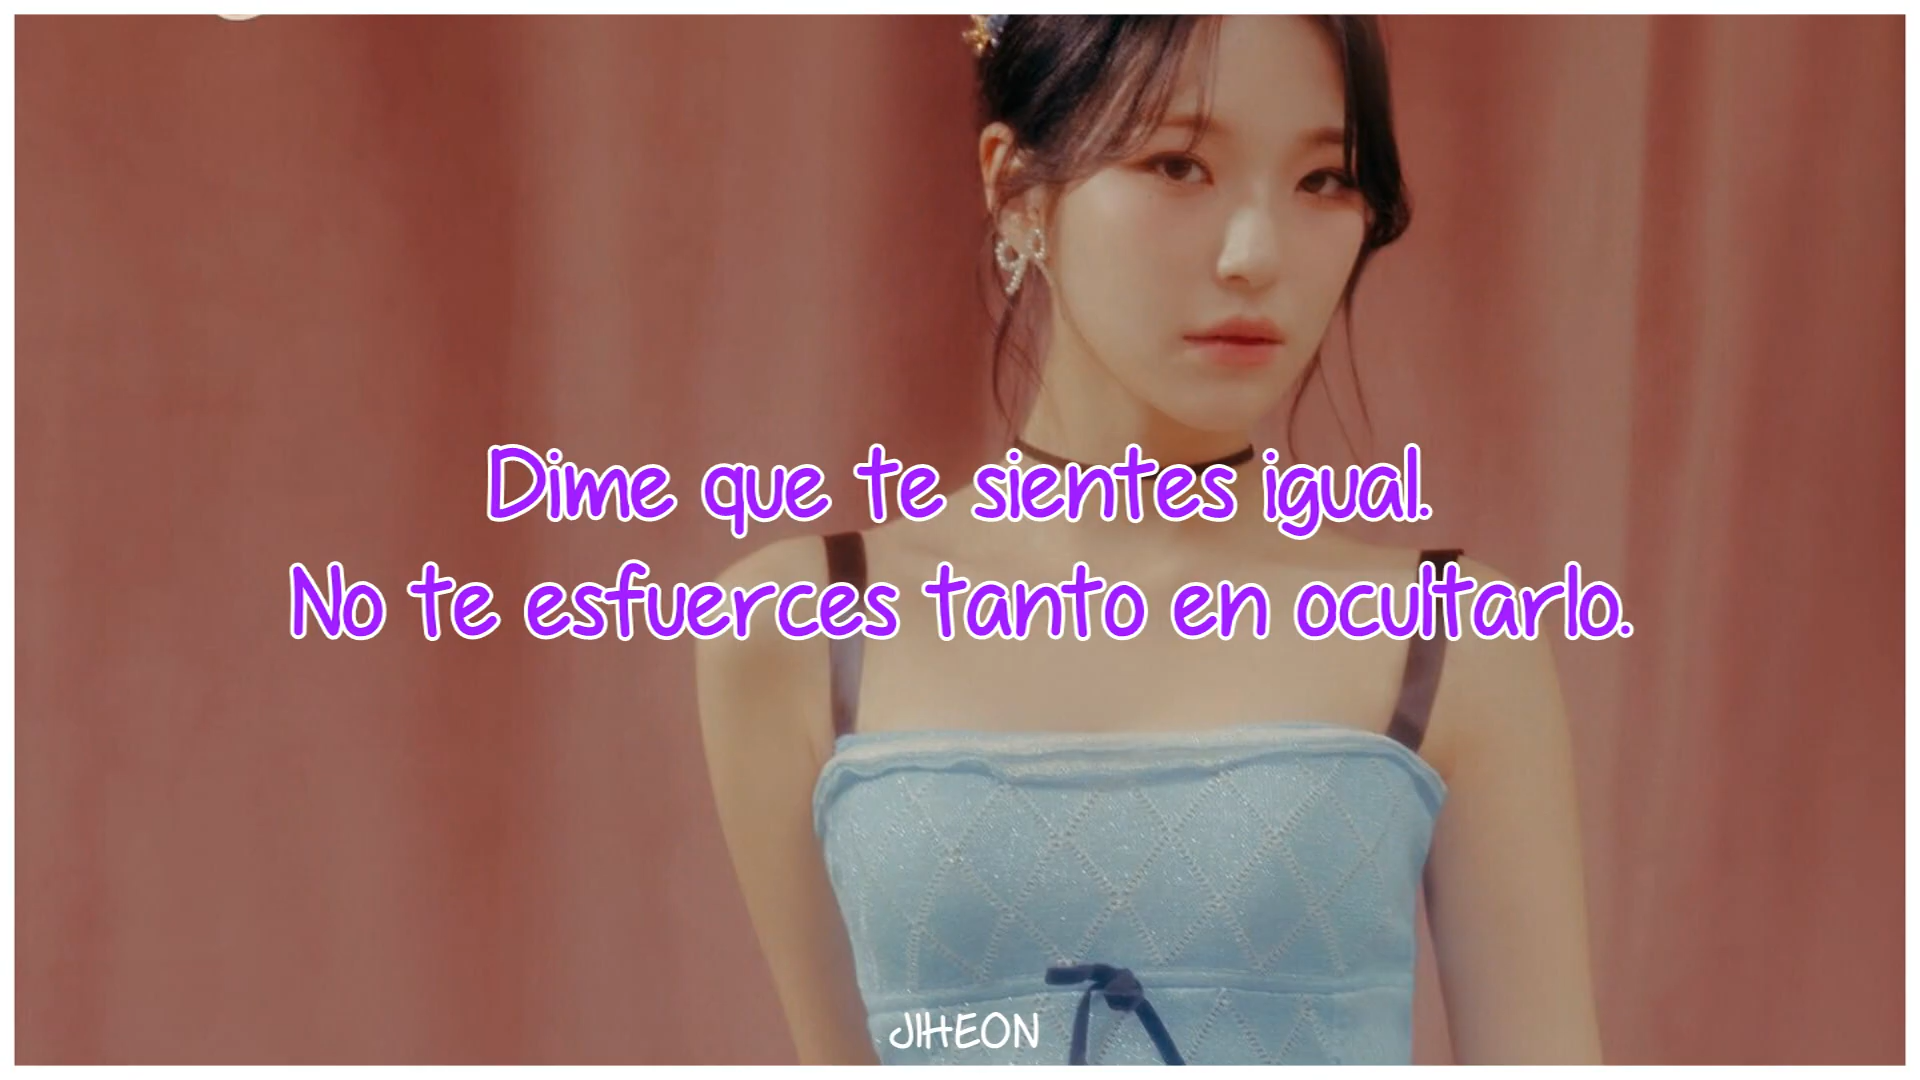 Dime que te sientes igual.
No te esfuerces tanto en ocultarlo.
JIHEON